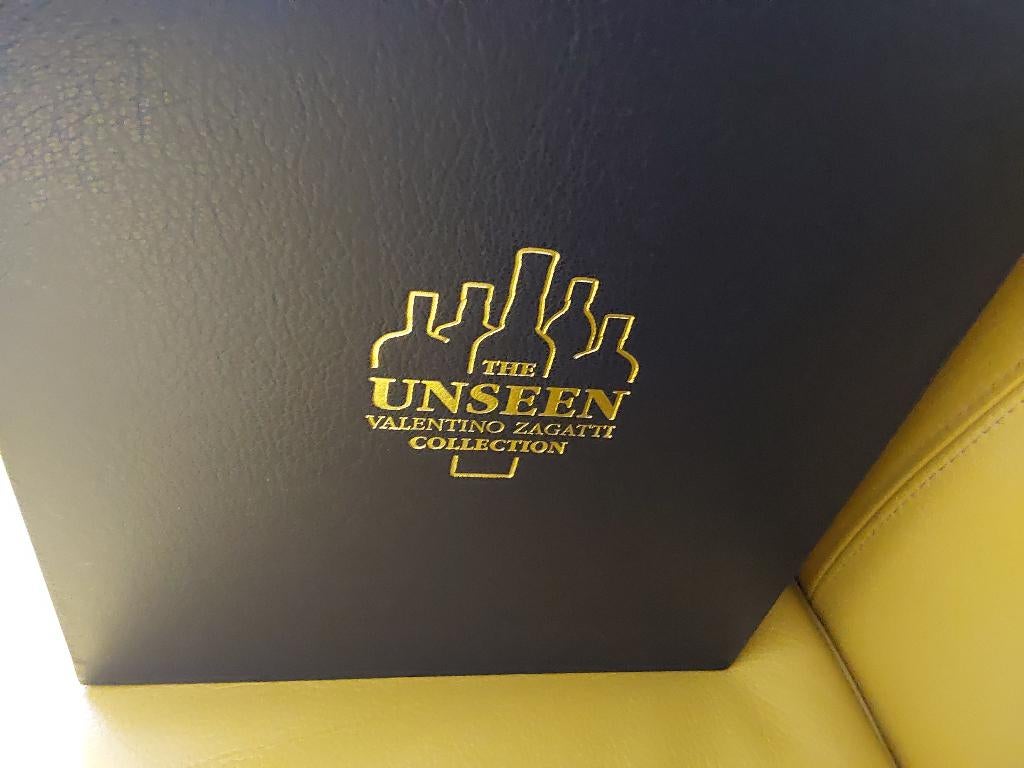 THE
UNSEEN
VALENTINO ZAGATTI
COLLECTION